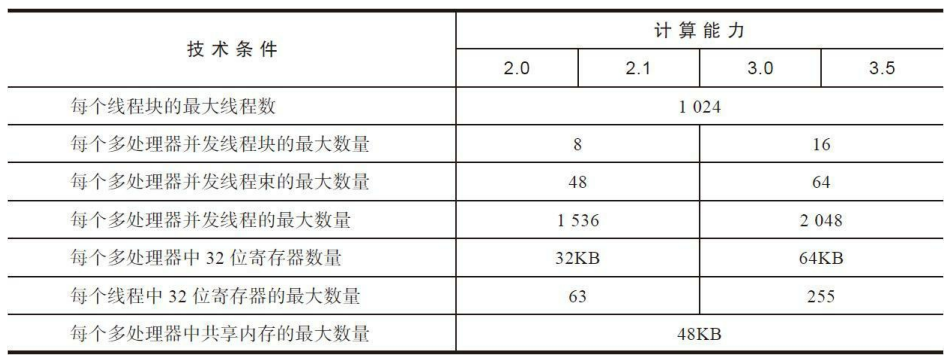 技术条件 计算能力
2.0 2.1 3.0 3.5
每个线程块的最大线程数 1 024
每个多处理器并发线程块的最大数量 8 16
每个多处理器并发线程束的最大数量 48 64
每个多处理器并发线程的最大数量 1 536 2 048
每个多处理器中32位寄存器数量 32KB 64KB
每个线程中32位寄存器的最大数量 63 255
每个多处理器中共享内存的最大数量 48KB